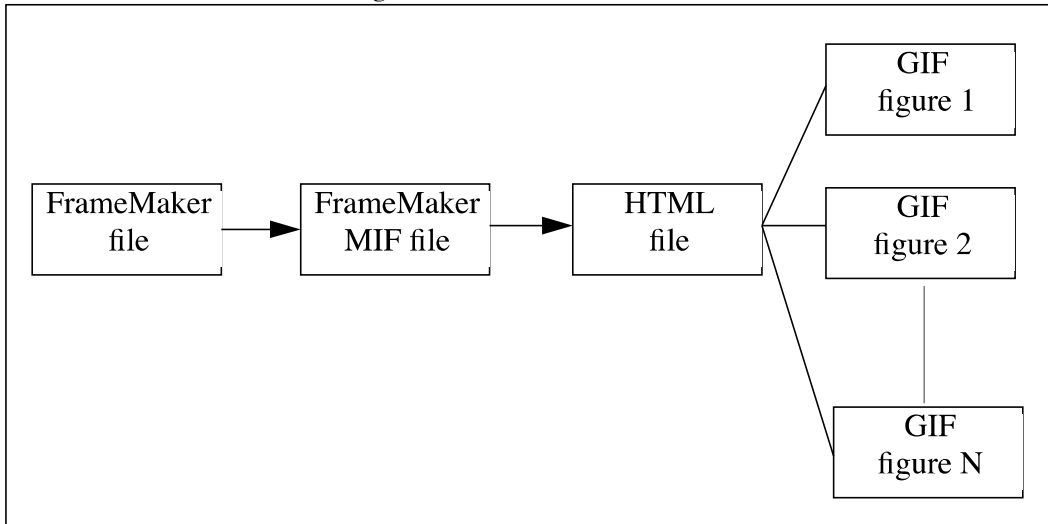 GIF
figure 1
FrameMaker
file
FrameMaker
MIF file
HTML
file
GIF
figure 2
GIF
figure N